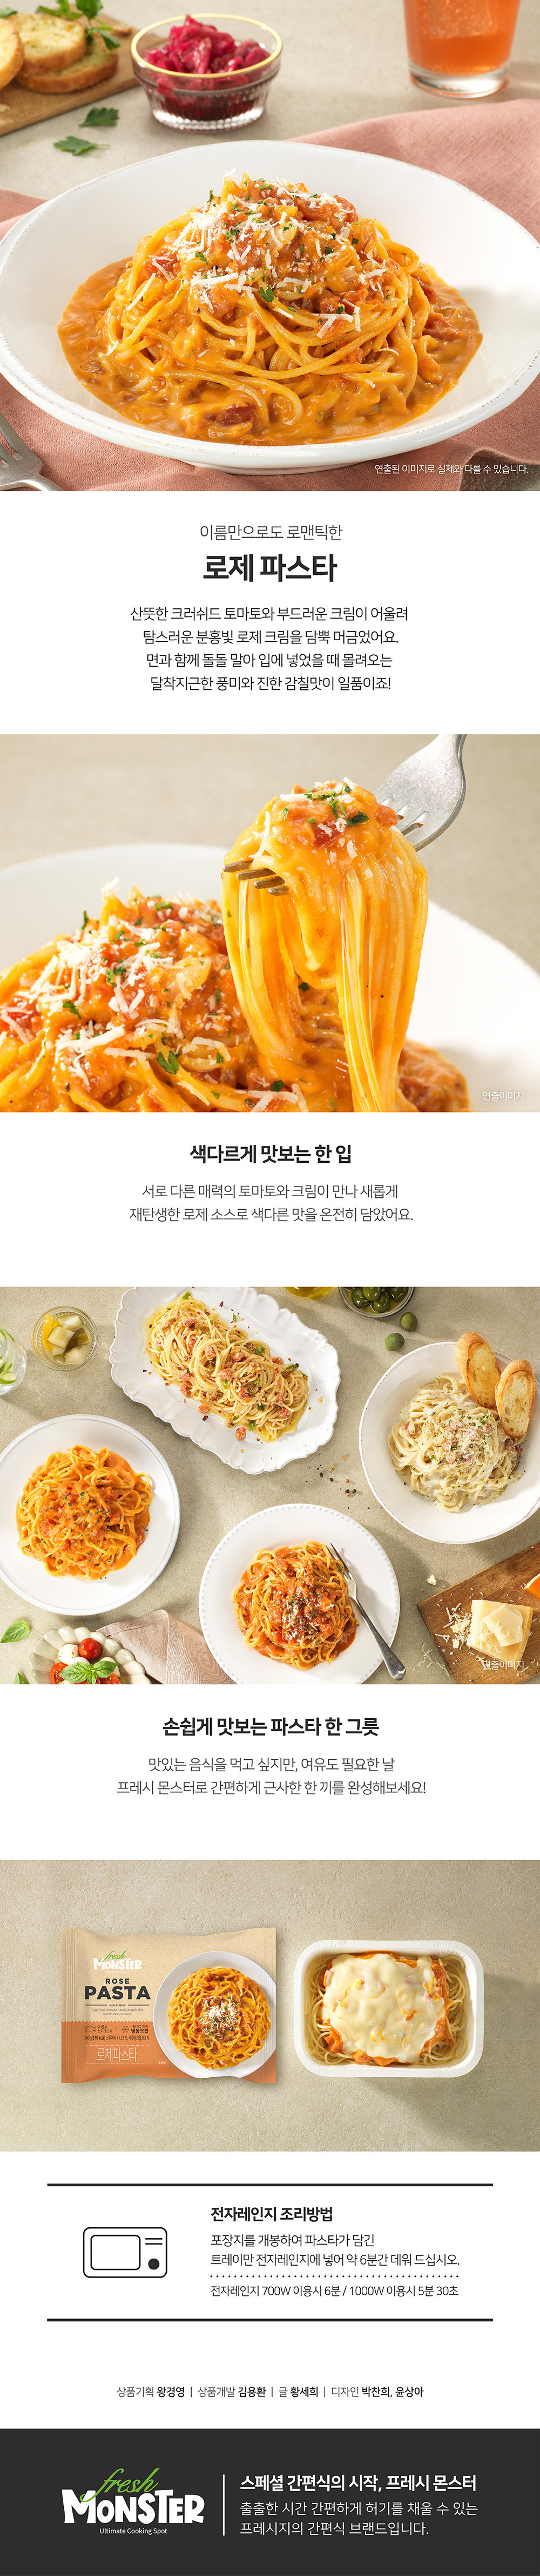 연출된 이미지로 실제와 다를 수 있습니다.
이름만으로도 로맨틱한
로제 파스타
산뜻한 크러쉬드 토마토와 부드러운 크림이 어울려
탐스러운 분홍빛 로제 크림을 담뿍 머금었어요.
면과 함께 돌돌 말아 입에 넣었을 때 몰려오는
달착지근한 풍미와 진한 감칠맛이 일품이죠!
연출이미지
색다르게 맛보는 한 입
서로 다른 매력의 토마토와 크림이 만나 새롭게
재탄생한 로제 소스로 색다른 맛을 온전히 담았어요.
연출이미지
손쉽게 맛보는 파스타 한 그릇
맛있는 음식을 먹고 싶지만, 여유도 필요한 날
프레시 몬스터로 간편하게 근사한 한 끼를 완성해보세요!
fresh
MONSTER
ROSE
PASTA
냉동보관
로제파스타
전자레인지 조리방법
포장지를 개봉하여 파스타가 담긴
트레이만 전자레인지에 넣어 약 6분간 데워 드십시오.
전자레인지 700W 이용시 6분 / 1000W 이용시 5분 30초
상품기획 왕경영 | 상품개발 김용환 | 글 황세희 | 디자인 박찬희, 윤상아
fresh
MONSTER
Ultimate Cooking Spot
스페셜 간편식의 시작, 프레시 몬스터
출출한 시간 간편하게 허기를 채울 수 있는
프레시지의 간편식 브랜드입니다.